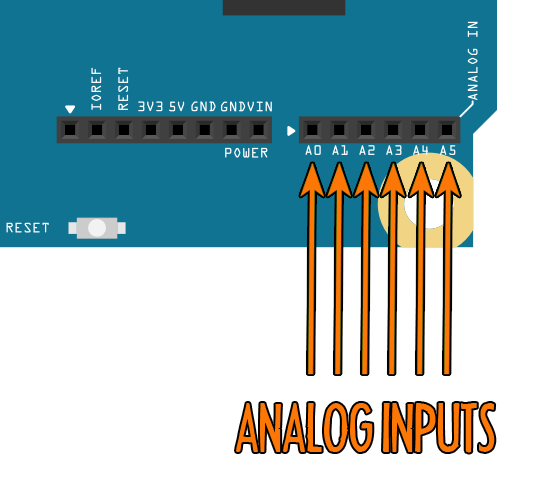 ANALOG IN
IOREF
RESET
3V3 5V GND GND VIN
POWER
A0 A1 A2 A3 A4 A5
RESET
ANALOG INPUTS